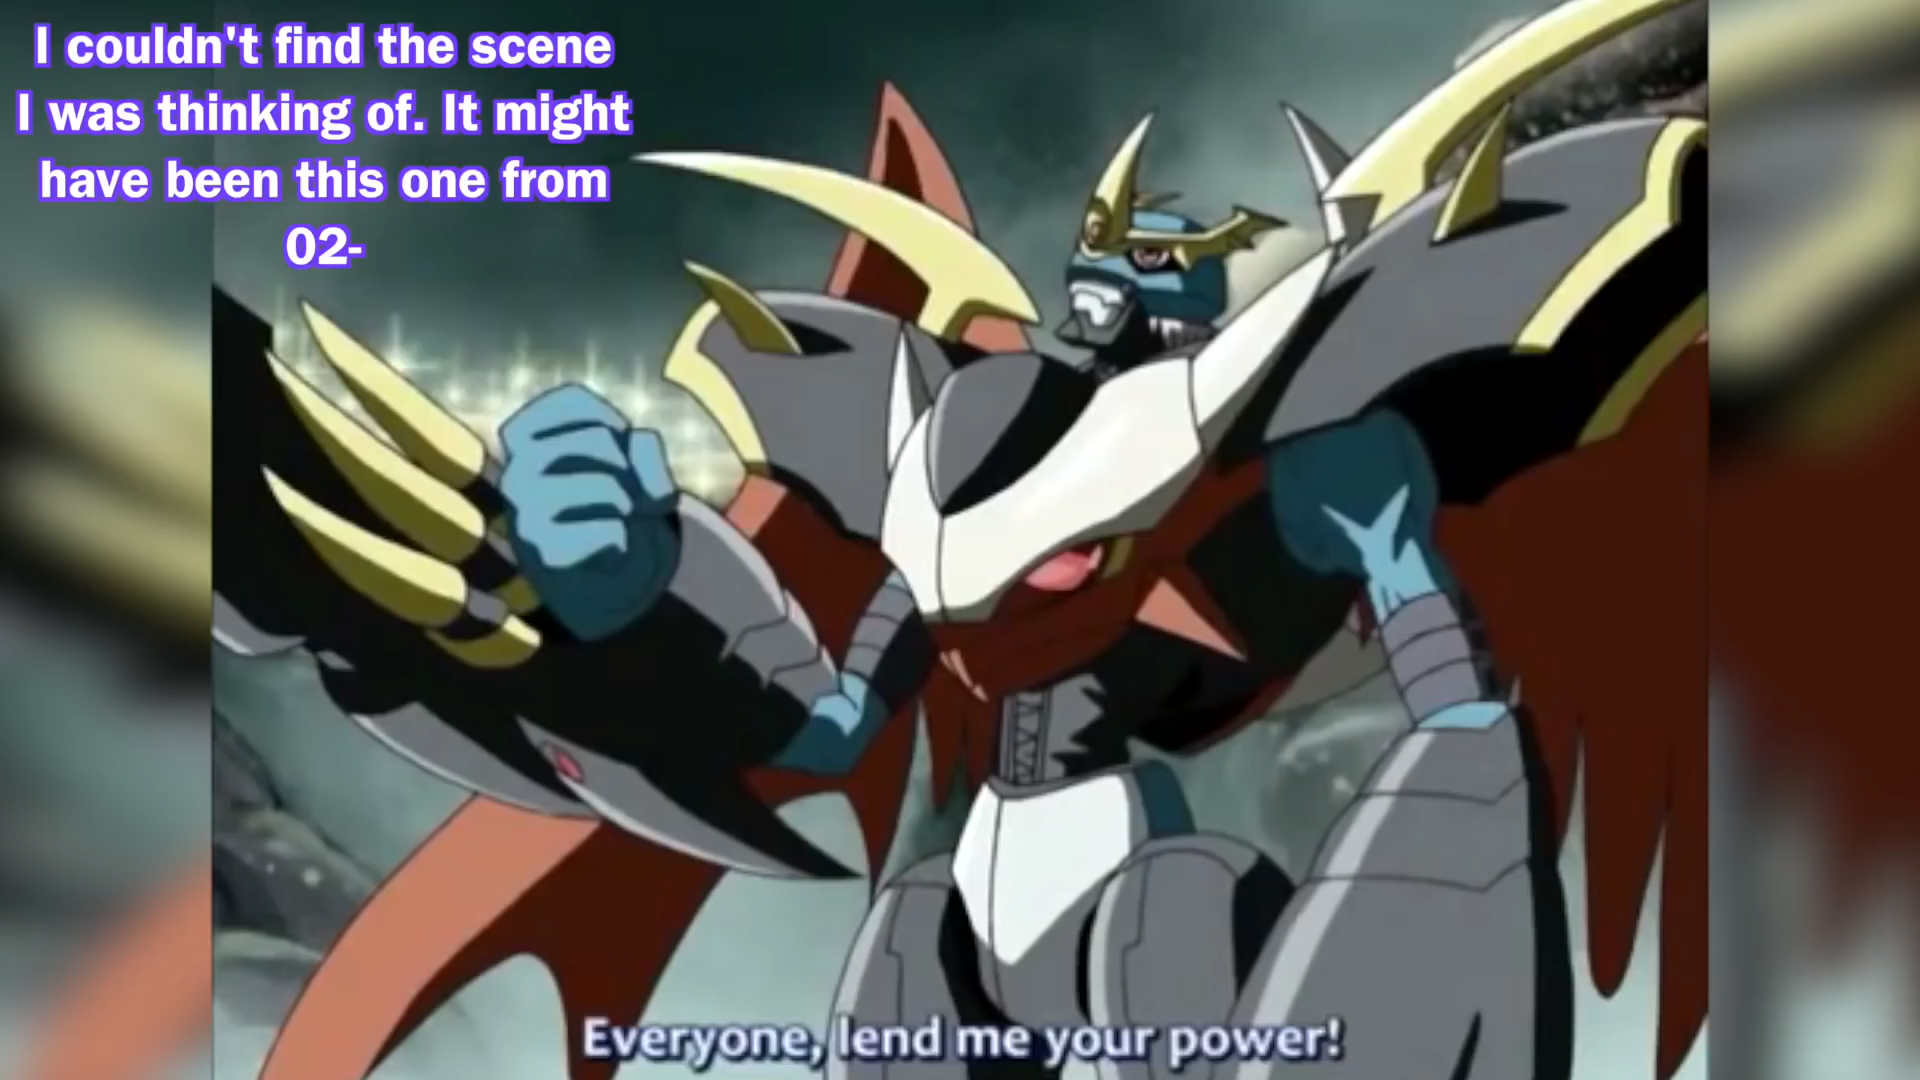 I couldn't find the scene
I was thinking of. It might
have been this one from
02-
Everyone, lend me your power!